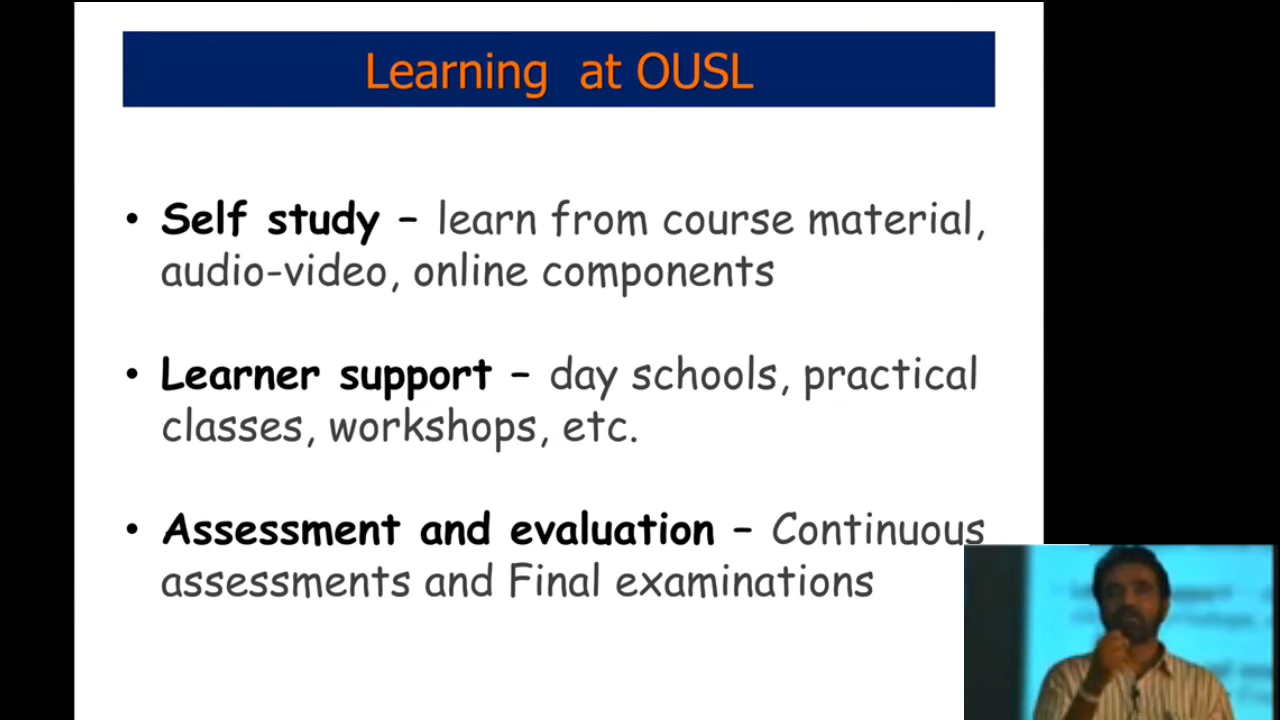 Learning at OUSL
• Self study – learn from course material,
audio-video, online components
• Learner support – day schools, practical
classes, workshops, etc.
• Assessment and evaluation – Continuous
assessments and Final examinations